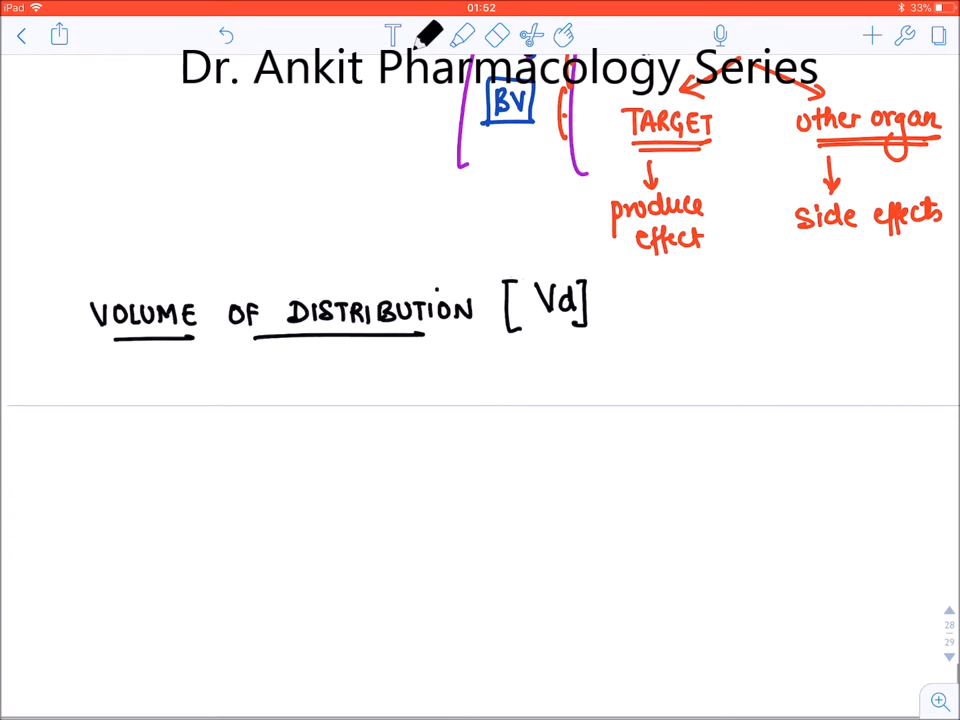 iPad 01:52 33%
T
Dr. Ankit Pharmacology Series
BV
TARGET other organ
produce side effects
effect
VOLUME OF DISTRIBUTION [Vd]
28
29